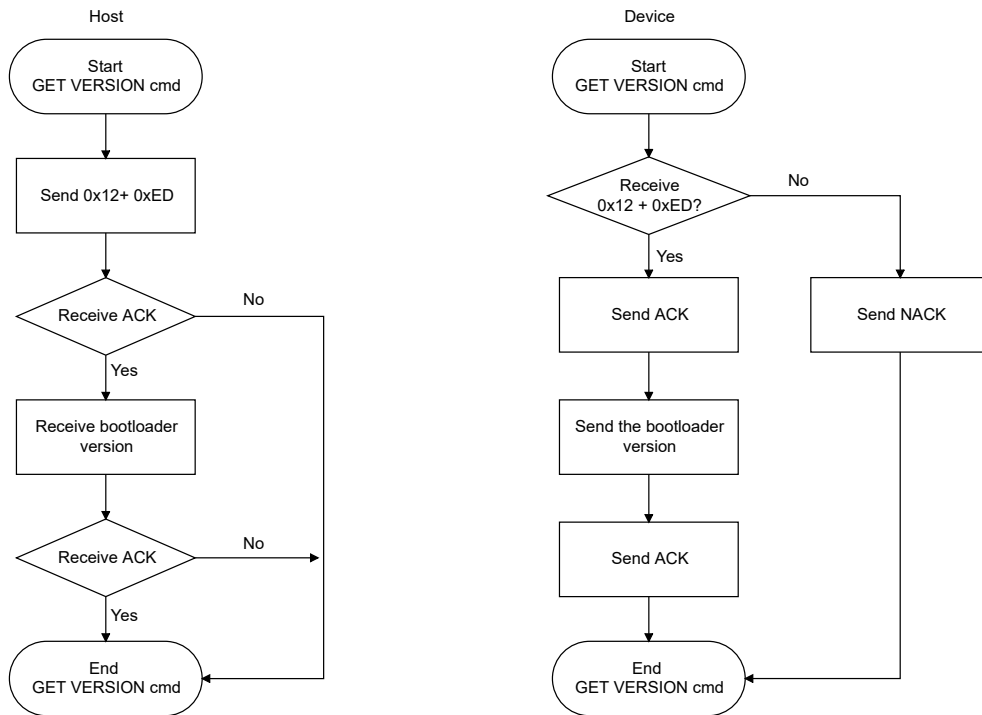 Host
Start
GET VERSION cmd
Send 0x12+ 0xED
Receive ACK
No
Yes
Receive bootloader
version
Receive ACK
No
Yes
End
GET VERSION cmd
Device
Start
GET VERSION cmd
Receive
0x12 + 0xED?
No
Yes
Send ACK
Send NACK
Send the bootloader
version
Send ACK
End
GET VERSION cmd